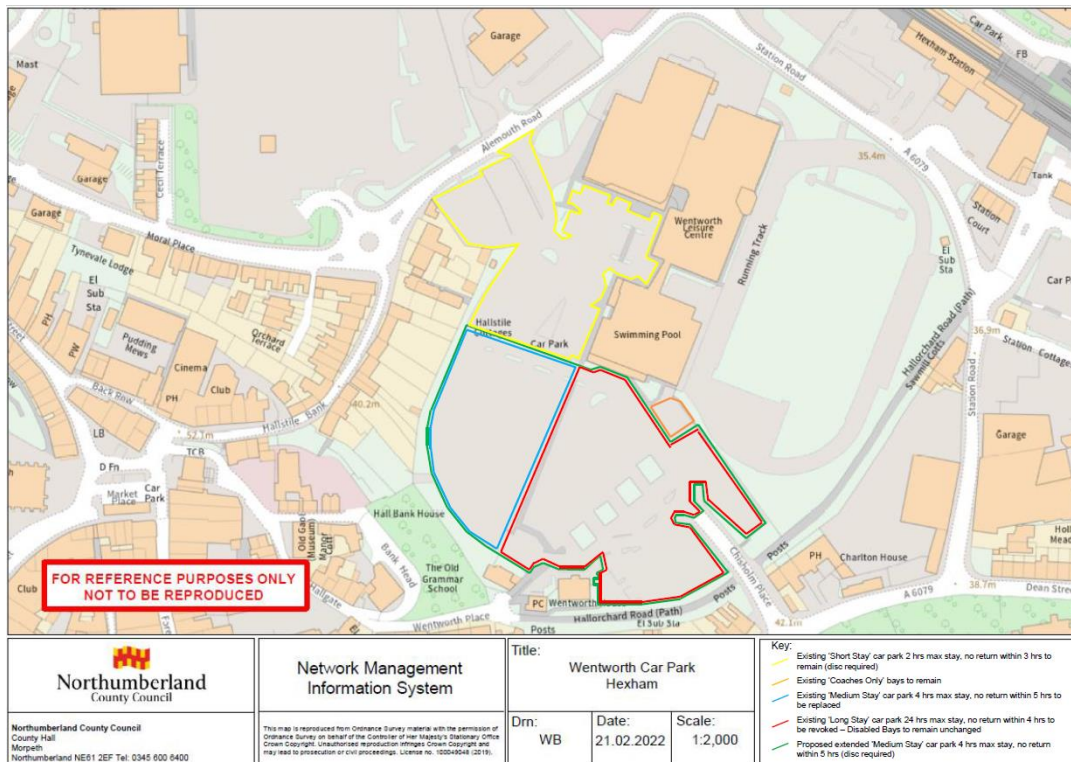 Car Park
FB
Hexham Station
Garage
Mast
Station Road
Alemouth Road
A 6079
35.4m
Cecil Terrace
Garage
Tank
Station Court
Wentworth Leisure Centre
Garage
Moral Place
Running Track
El Sub Sta
Tynevale Lodge
Car P
El Sub Sta
Hallorchard Road (Path)
Sawmill Cotts
PH
PW
Pudding Mews
Orchard Terrace
Hallstile Cottages
Car Park
Swimming Pool
36.9m
Station Cottages
Street
Cinema
Club
PH
Back Row
Hallstile Bank
40.2m
Station Road
LB
52.1m
TCB
Garage
D Fn
Market Place
Car Park
Hall Bank House
Old Gaol (Museum)
Manor Cott
Bank Head
Chisholm Place
Posts
PH
Charlton House
The Old Grammar School
Club
FOR REFERENCE PURPOSES ONLY
NOT TO BE REPRODUCED
Hallgate
PC
Hallorchard Road (Path)
Posts
A 6079
38.7m
Dean Street
Wentworth Place
Posts
El Sub Sta
42.1m
Northumberland
County Council
Northumberland County Council
County Hall
Morpeth
Northumberland NE61 2EF Tel: 0345 600 6400
Network Management
Information System
This map is reproduced from Ordnance Survey material with the permission of
Ordnance Survey on behalf of the Controller of Her Majesty's Stationary Office
Crown Copyright. Unauthorised reproduction infringes Crown Copyright and
may lead to prosecution or civil proceedings. License no. 100049048 (2019).
Title:
Wentworth Car Park
Hexham
Drn:
WB
Date:
21.02.2022
Scale:
1:2,000
Key:
Existing 'Short Stay' car park 2 hrs max stay, no return within 3 hrs to
remain (disc required)
Existing 'Coaches Only' bays to remain
Existing 'Medium Stay' car park 4 hrs max stay, no return within 5 hrs to
be replaced
Existing 'Long Stay' car park 24 hrs max stay, no return within 4 hrs to
be revoked – Disabled Bays to remain unchanged
Proposed extended 'Medium Stay' car park 4 hrs max stay, no return
within 5 hrs (disc required)